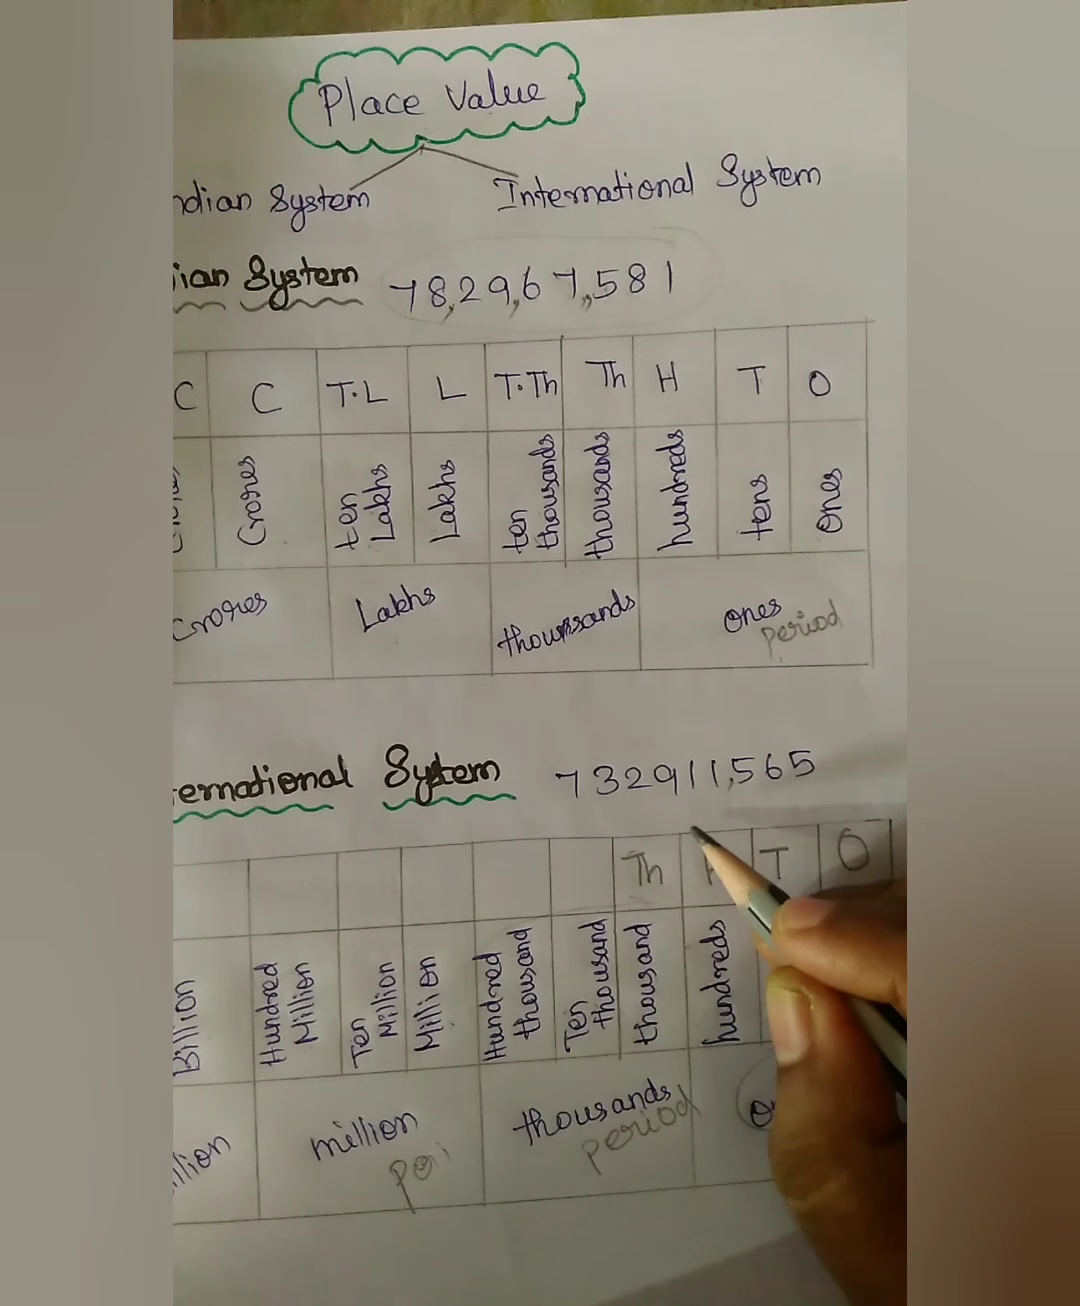 Place Value
ndian System International System
ian System 78,29,67,581
C C T.L L T.Th Th H T O
Crores ten Lakhs Lakhs ten thousands thousands hundreds tens ones
Crores Lakhs thousands ones period
ernational System 732911,565
Th T O
Billion Hundred Million Ten Million Million Hundred thousand Ten thousand thousand hundreds
llion million thousands period